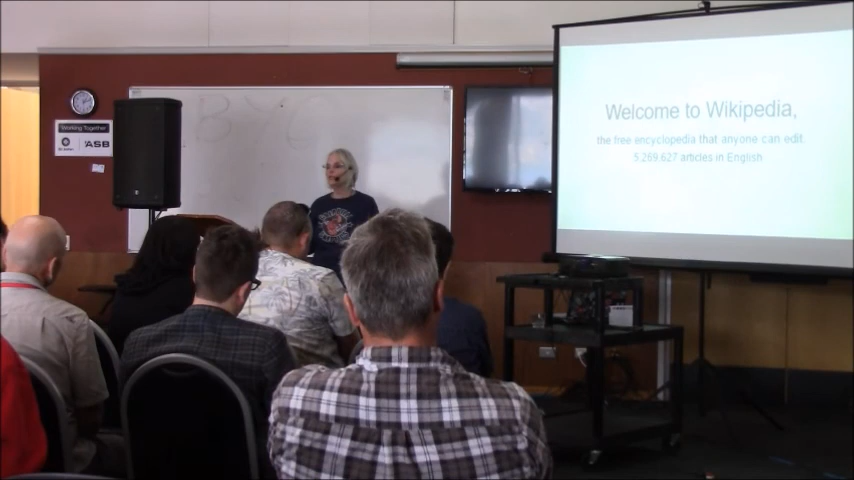 BYC
Working Together
ASB
Welcome to Wikipedia,
the free encyclopedia that anyone can edit.
5,269,627 articles in English